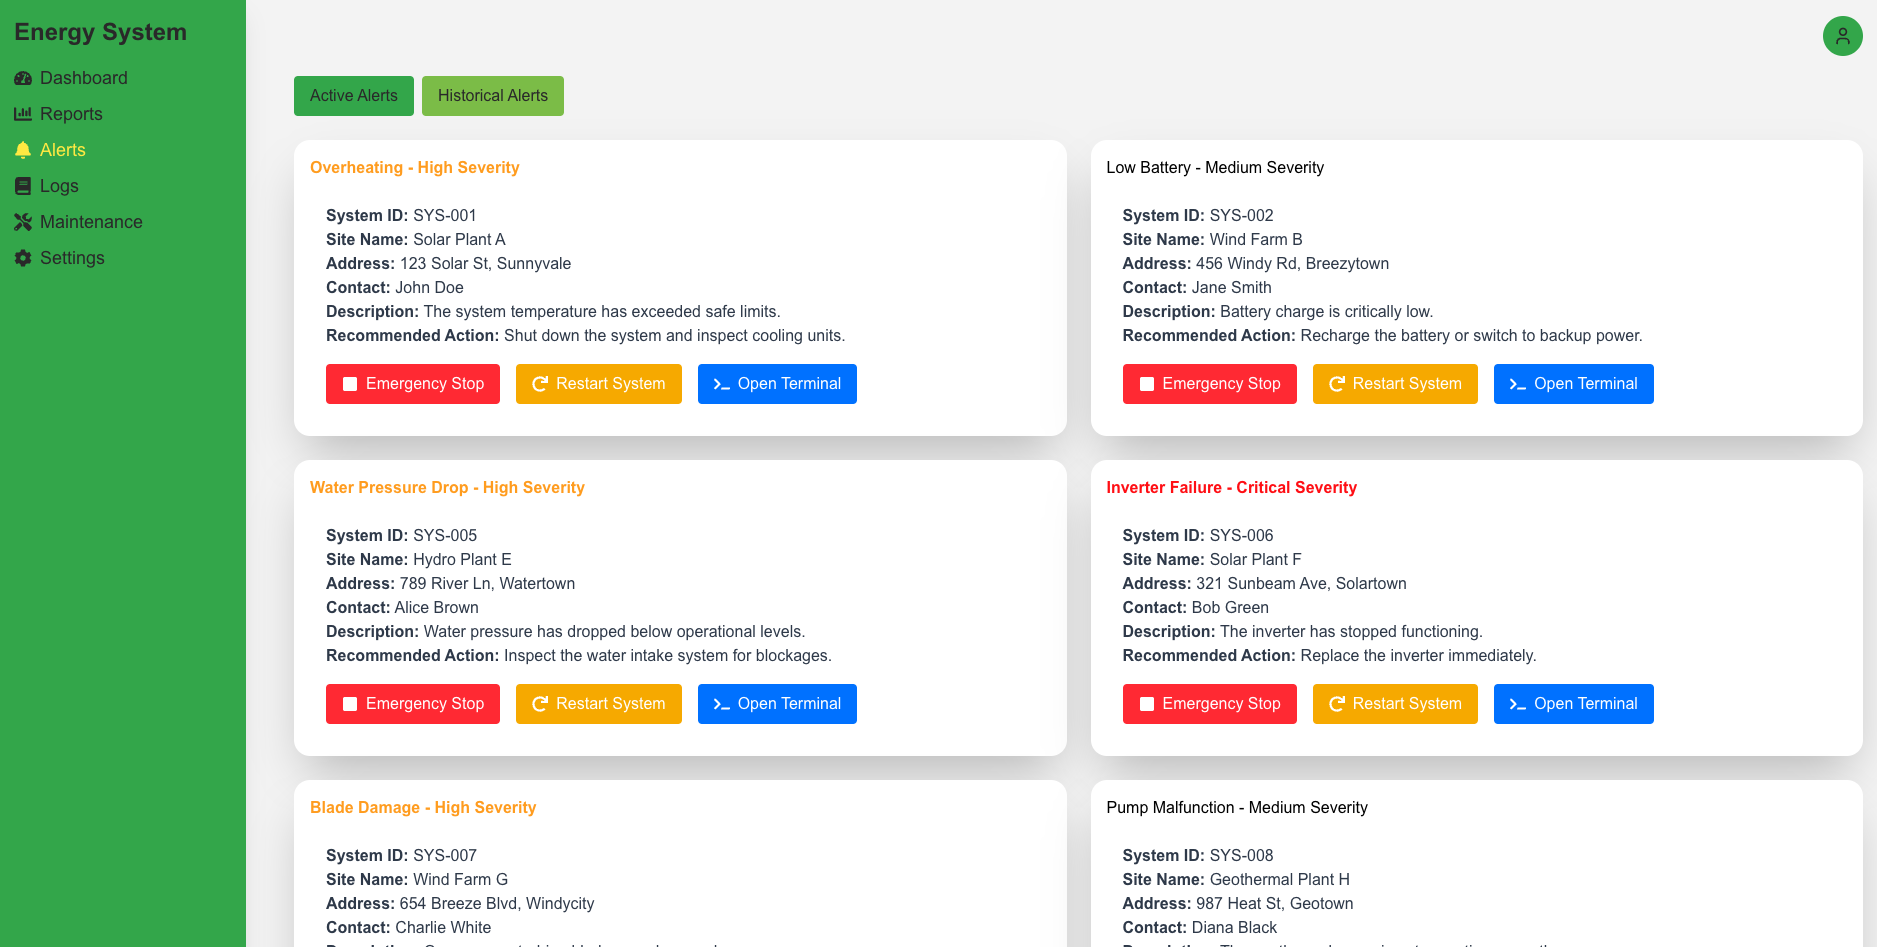 Energy System
Dashboard
Reports
Alerts
Logs
Maintenance
Settings
Active Alerts
Historical Alerts
Overheating - High Severity
System ID: SYS-001
Site Name: Solar Plant A
Address: 123 Solar St, Sunnyvale
Contact: John Doe
Description: The system temperature has exceeded safe limits.
Recommended Action: Shut down the system and inspect cooling units.
Emergency Stop
Restart System
Open Terminal
Low Battery - Medium Severity
System ID: SYS-002
Site Name: Wind Farm B
Address: 456 Windy Rd, Breezytown
Contact: Jane Smith
Description: Battery charge is critically low.
Recommended Action: Recharge the battery or switch to backup power.
Emergency Stop
Restart System
Open Terminal
Water Pressure Drop - High Severity
System ID: SYS-005
Site Name: Hydro Plant E
Address: 789 River Ln, Watertown
Contact: Alice Brown
Description: Water pressure has dropped below operational levels.
Recommended Action: Inspect the water intake system for blockages.
Emergency Stop
Restart System
Open Terminal
Inverter Failure - Critical Severity
System ID: SYS-006
Site Name: Solar Plant F
Address: 321 Sunbeam Ave, Solartown
Contact: Bob Green
Description: The inverter has stopped functioning.
Recommended Action: Replace the inverter immediately.
Emergency Stop
Restart System
Open Terminal
Blade Damage - High Severity
System ID: SYS-007
Site Name: Wind Farm G
Address: 654 Breeze Blvd, Windycity
Contact: Charlie White
Pump Malfunction - Medium Severity
System ID: SYS-008
Site Name: Geothermal Plant H
Address: 987 Heat St, Geotown
Contact: Diana Black